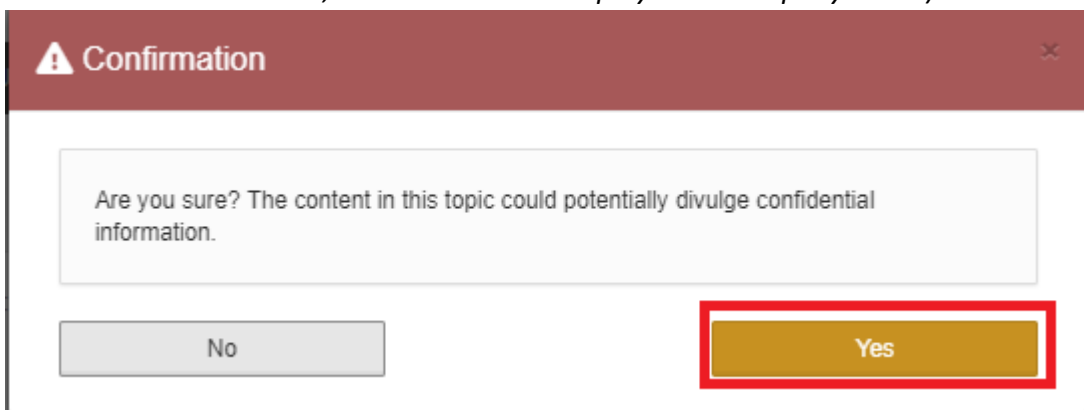 Confirmation
Are you sure? The content in this topic could potentially divulge confidential
information.
No
Yes